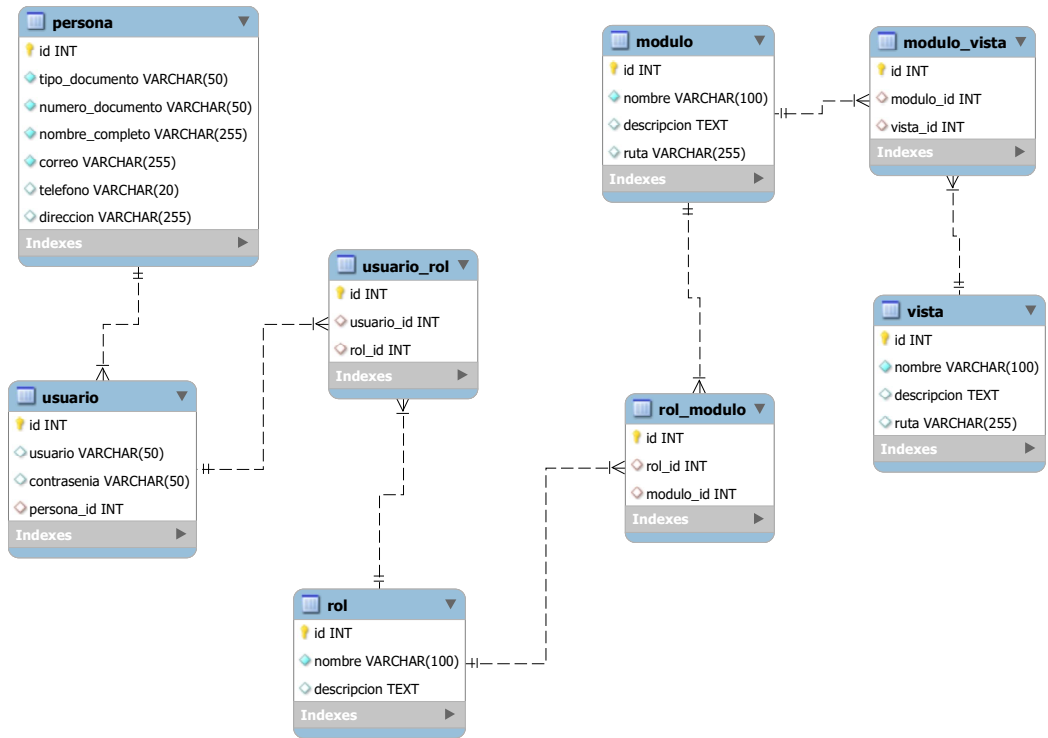 persona
id INT
tipo_documento VARCHAR(50)
numero_documento VARCHAR(50)
nombre_completo VARCHAR(255)
correo VARCHAR(255)
telefono VARCHAR(20)
direccion VARCHAR(255)
Indexes
usuario
id INT
usuario VARCHAR(50)
contrasenia VARCHAR(50)
persona_id INT
Indexes
usuario_rol
id INT
usuario_id INT
rol_id INT
Indexes
rol
id INT
nombre VARCHAR(100)
descripcion TEXT
Indexes
modulo
id INT
nombre VARCHAR(100)
descripcion TEXT
ruta VARCHAR(255)
Indexes
rol_modulo
id INT
rol_id INT
modulo_id INT
Indexes
modulo_vista
id INT
modulo_id INT
vista_id INT
Indexes
vista
id INT
nombre VARCHAR(100)
descripcion TEXT
ruta VARCHAR(255)
Indexes